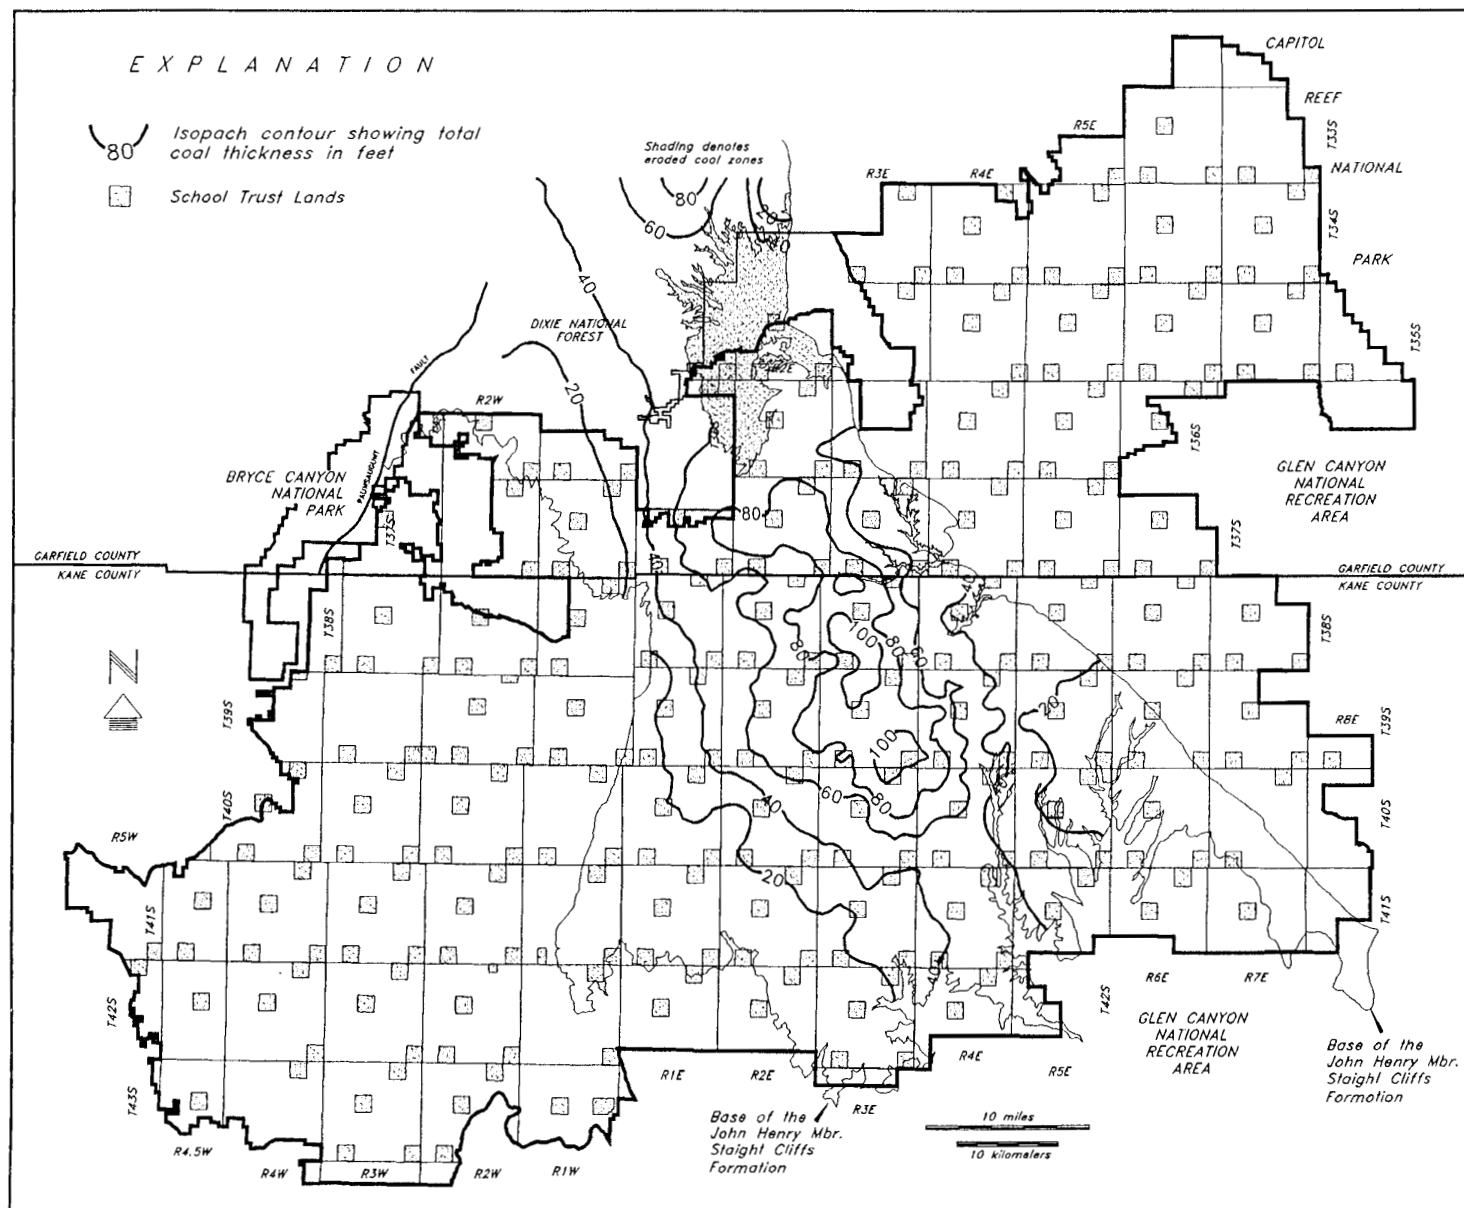 EXPLANATION
80
Isopach contour showing total
coal thickness in feet
School Trust Lands
Shading denotes
eroded coal zones
CAPITOL
REEF
NATIONAL
PARK
R5E
R3E
R4E
T33S
T34S
T35S
80
60
40
DIXIE NATIONAL
FOREST
20
FAULT
PAUNSAUGUNT
R2W
BRYCE CANYON
NATIONAL
PARK
T37S
T36S
GLEN CANYON
NATIONAL
RECREATION
AREA
T37S
80
GARFIELD COUNTY
KANE COUNTY
GARFIELD COUNTY
KANE COUNTY
40
40
T38S
T38S
100
80
80
60
N
20
T39S
T39S
R8E
100
T40S
T40S
60
80
40
R5W
20
T41S
T41S
40
T42S
R6E
R7E
T42S
GLEN CANYON
NATIONAL
RECREATION
AREA
T43S
R1E
R2E
R3E
R4E
R5E
Base of the
John Henry Mbr.
Staight Cliffs
Formation
Base of the
John Henry Mbr.
Staight Cliffs
Formation
10 miles
10 kilometers
R4.5W
R4W
R3W
R2W
R1W